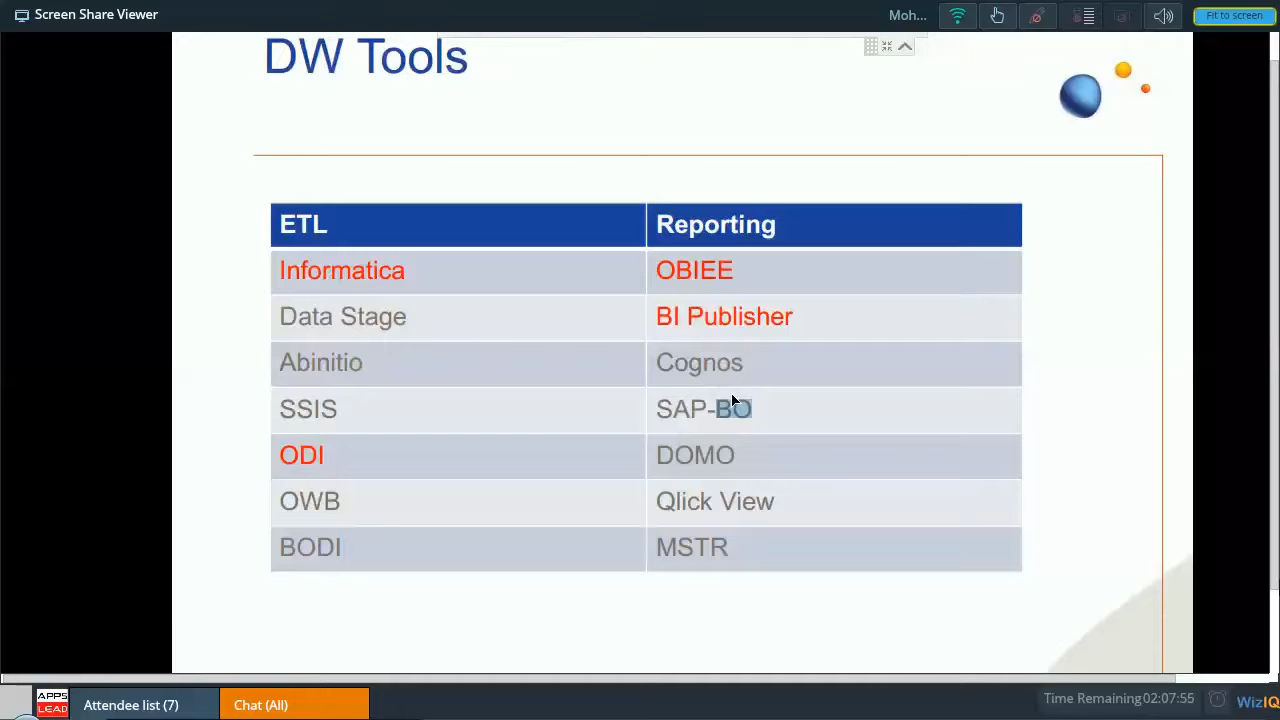 Screen Share Viewer
Moh...
Fit to screen
DW Tools
ETL Reporting
Informatica OBIEE
Data Stage BI Publisher
Abinitio Cognos
SSIS SAP-BO
ODI DOMO
OWB Qlick View
BODI MSTR
APPS
LEAD
Attendee list (7)
Chat (All)
Time Remaining 02:07:55
WizIQ